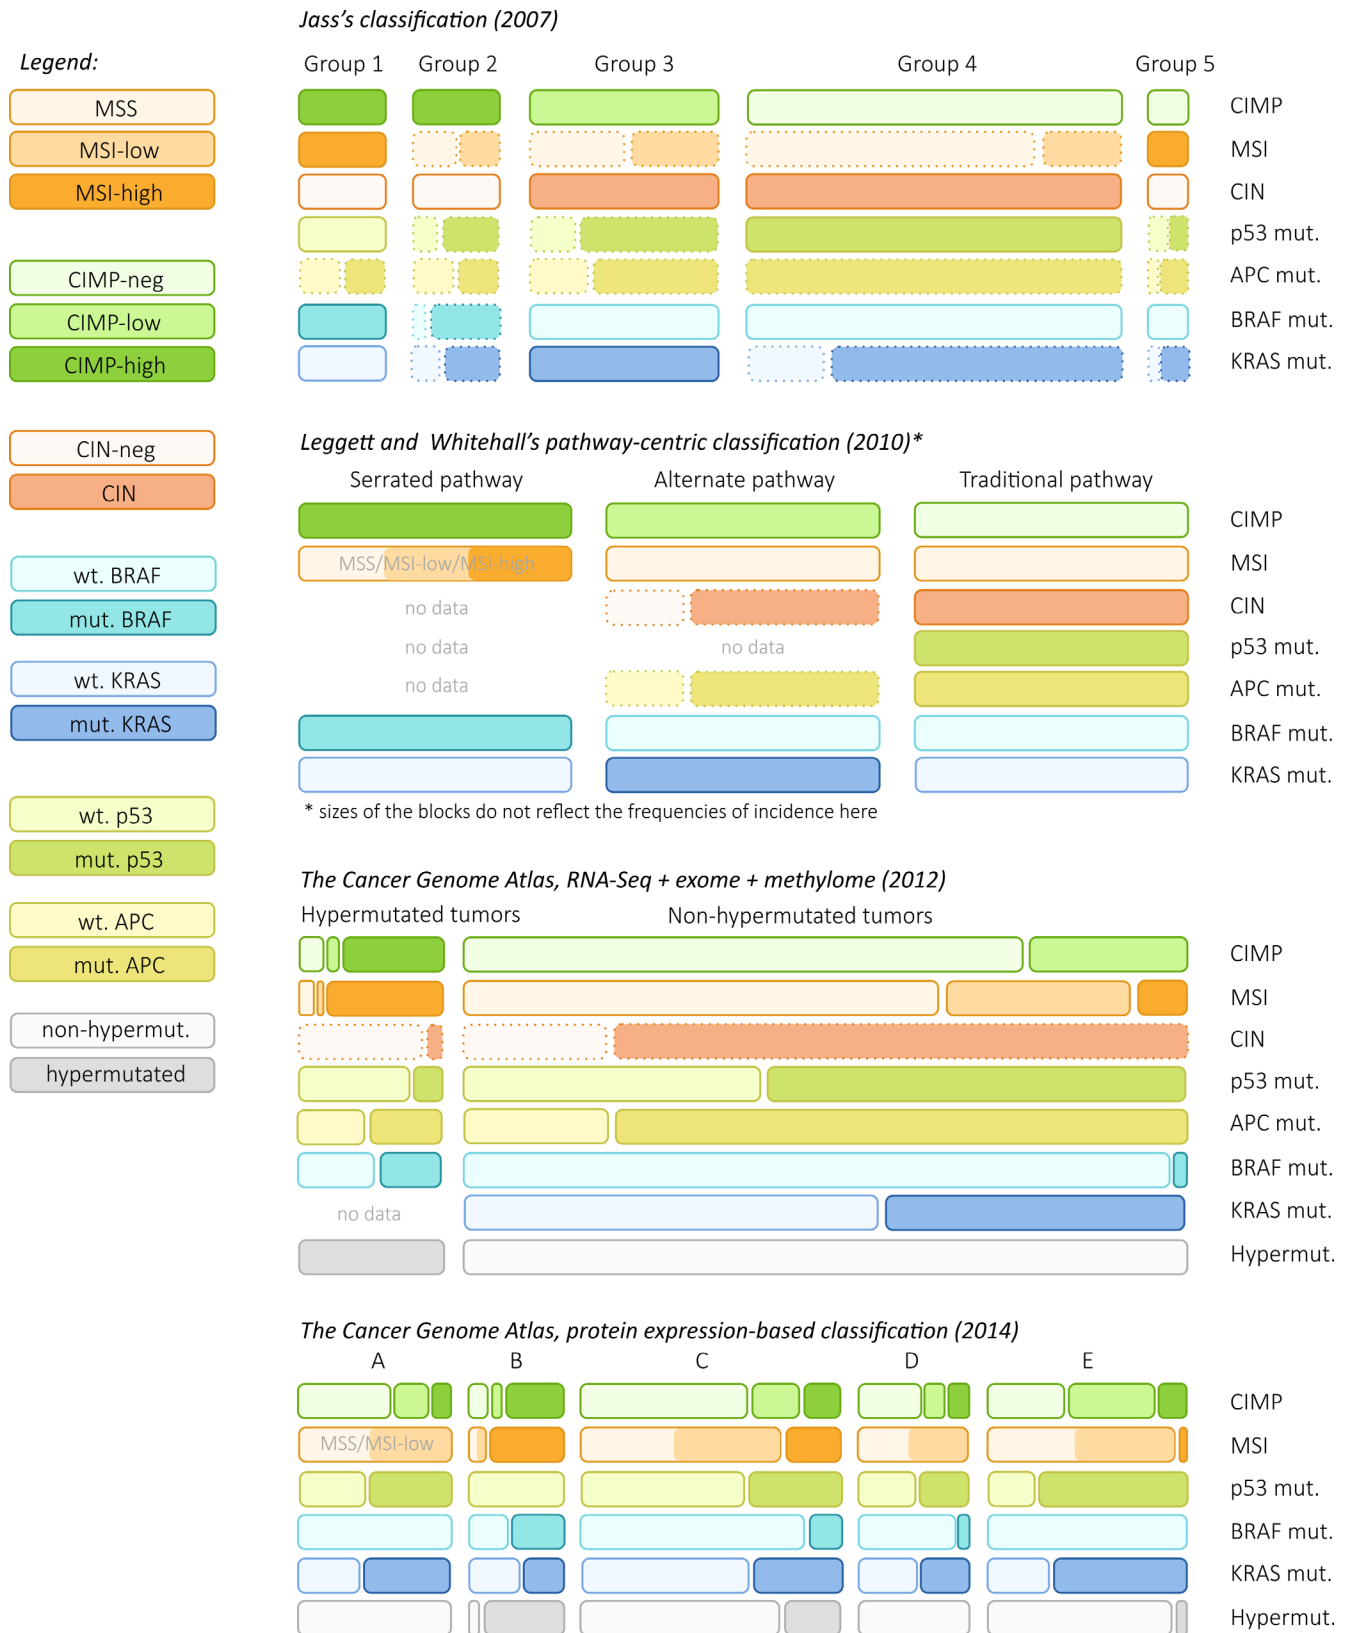 Jass's classification (2007)
Legend:
Group 1 Group 2 Group 3 Group 4 Group 5
MSS
MSI-low
MSI-high
CIMP-neg
CIMP-low
CIMP-high
CIN-neg
CIN
wt. BRAF
mut. BRAF
wt. KRAS
mut. KRAS
wt. p53
mut. p53
wt. APC
mut. APC
non-hypermut.
hypermutated
CIMP
MSI
CIN
p53 mut.
APC mut.
BRAF mut.
KRAS mut.
Leggett and Whitehall's pathway-centric classification (2010)*
Serrated pathway Alternate pathway Traditional pathway
CIMP
MSS/MSI-low/MSI-high MSI
no data CIN
no data no data p53 mut.
no data APC mut.
BRAF mut.
KRAS mut.
* sizes of the blocks do not reflect the frequencies of incidence here
The Cancer Genome Atlas, RNA-Seq + exome + methylome (2012)
Hypermutated tumors Non-hypermutated tumors
CIMP
MSI
CIN
p53 mut.
APC mut.
BRAF mut.
no data KRAS mut.
Hypermut.
The Cancer Genome Atlas, protein expression-based classification (2014)
A B C D E
CIMP
MSS/MSI-low MSI
p53 mut.
BRAF mut.
KRAS mut.
Hypermut.